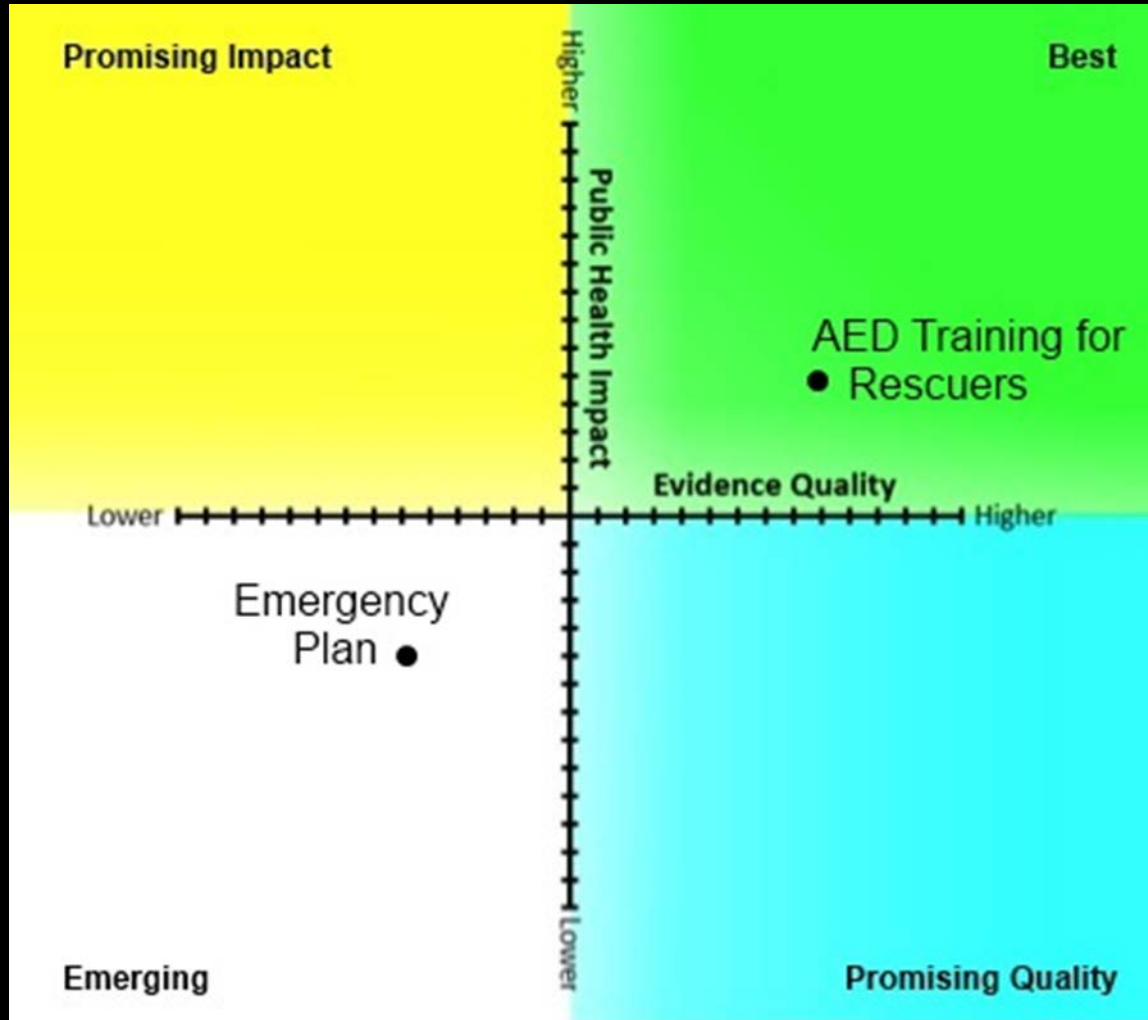 Promising Impact
Best
Higher
Public Health Impact
AED Training for
Rescuers
Evidence Quality
Lower
Higher
Emergency
Plan
Lower
Emerging
Promising Quality